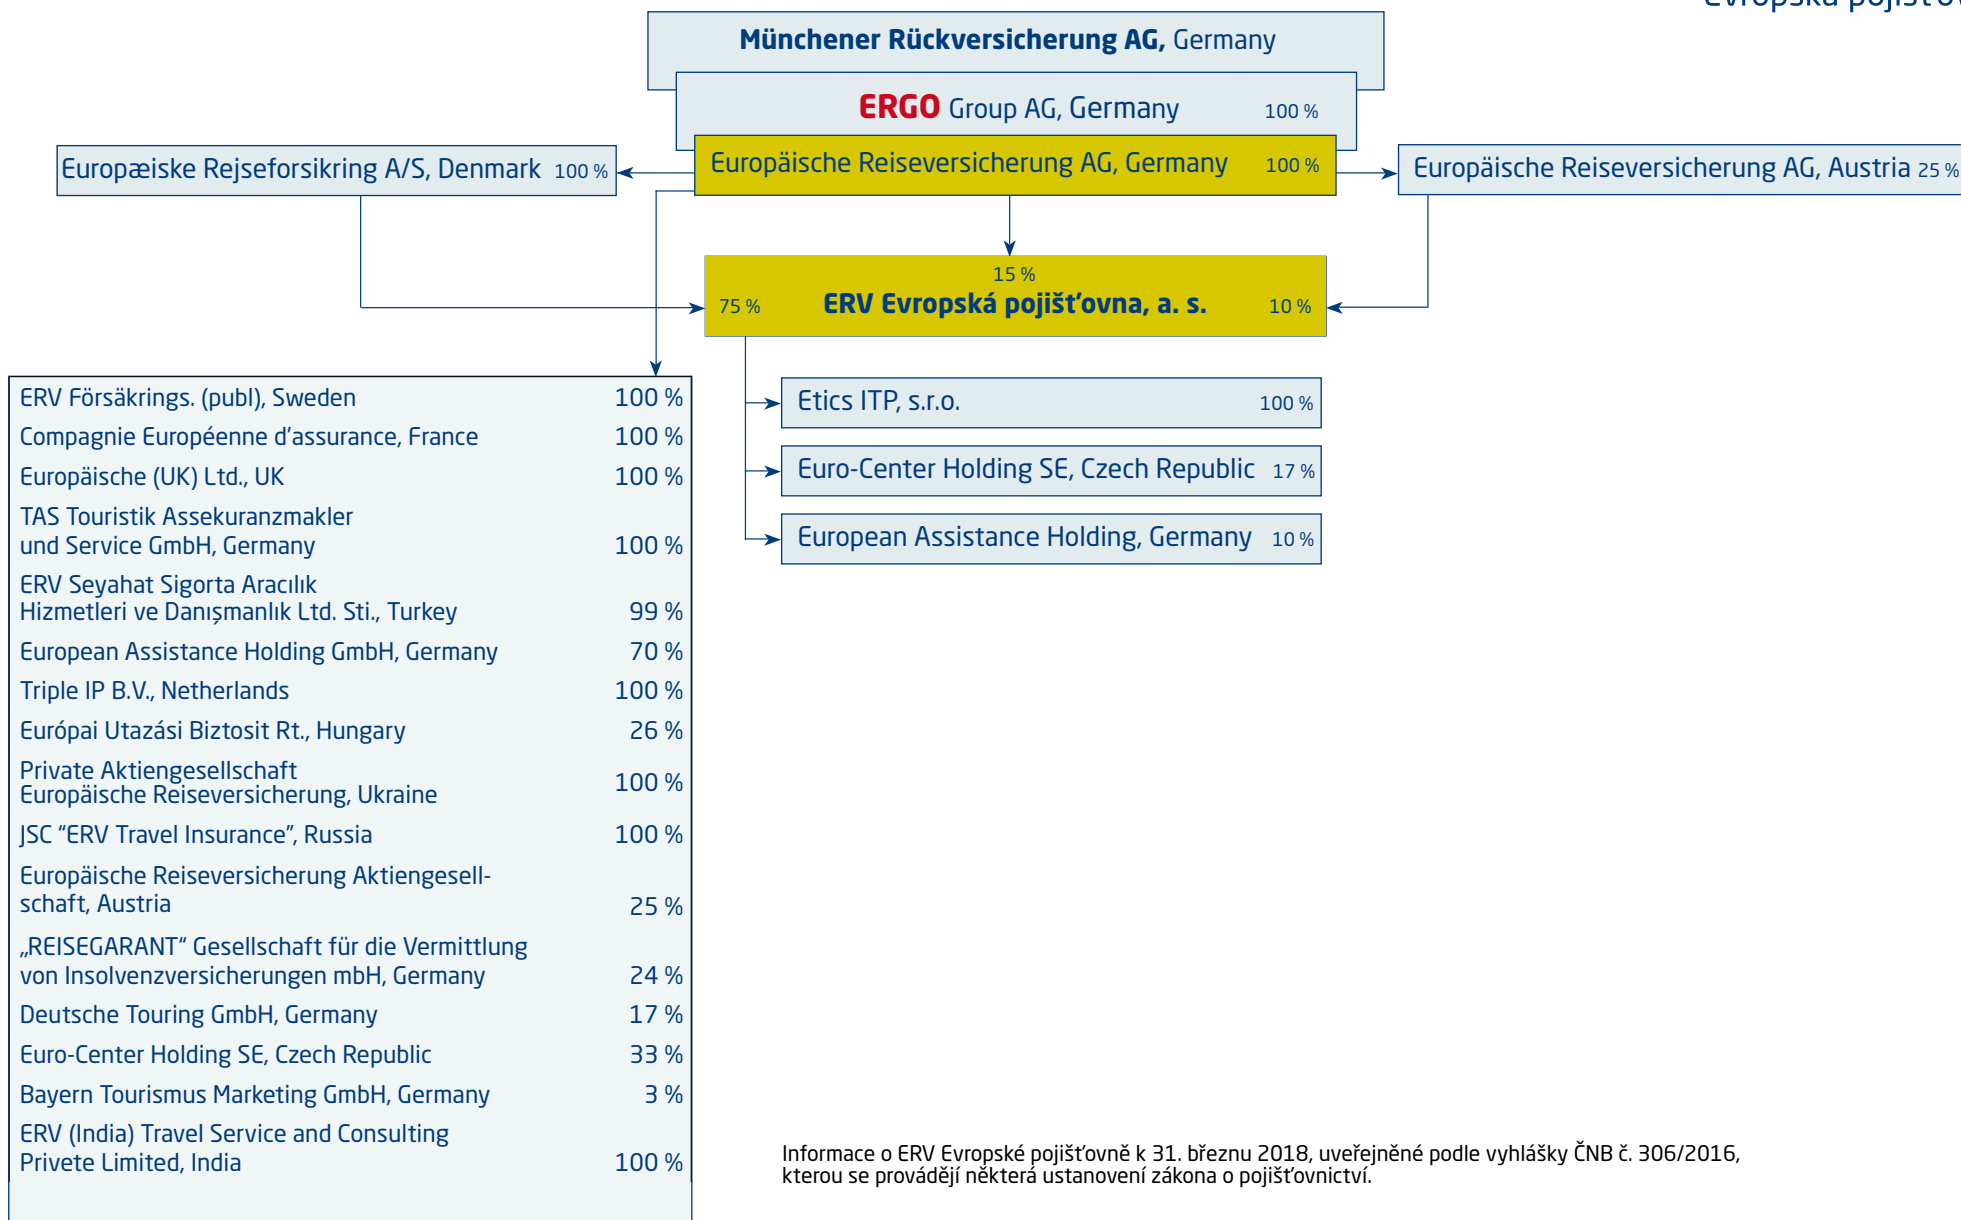 Evropská pojišťov
Münchener Rückversicherung AG, Germany
ERGO Group AG, Germany 100 %
Europæiske Rejseforsikring A/S, Denmark 100 %
Europäische Reiseversicherung AG, Germany 100 %
Europäische Reiseversicherung AG, Austria 25 %
15 %
75 % ERV Evropská pojišťovna, a. s. 10 %
Etics ITP, s.r.o. 100 %
Euro-Center Holding SE, Czech Republic 17 %
European Assistance Holding, Germany 10 %
ERV Försäkrings. (publ), Sweden 100 %
Compagnie Européenne d'assurance, France 100 %
Europäische (UK) Ltd., UK 100 %
TAS Touristik Assekuranzmakler
und Service GmbH, Germany 100 %
ERV Seyahat Sigorta Aracılık
Hizmetleri ve Danışmanlık Ltd. Sti., Turkey 99 %
European Assistance Holding GmbH, Germany 70 %
Triple IP B.V., Netherlands 100 %
Európai Utazási Biztosit Rt., Hungary 26 %
Private Aktiengesellschaft
Europäische Reiseversicherung, Ukraine 100 %
JSC “ERV Travel Insurance”, Russia 100 %
Europäische Reiseversicherung Aktiengesell-
schaft, Austria 25 %
„REISEGARANT“ Gesellschaft für die Vermittlung
von Insolvenzversicherungen mbH, Germany 24 %
Deutsche Touring GmbH, Germany 17 %
Euro-Center Holding SE, Czech Republic 33 %
Bayern Tourismus Marketing GmbH, Germany 3 %
ERV (India) Travel Service and Consulting
Privete Limited, India 100 %
Informace o ERV Evropské pojišťovně k 31. březnu 2018, uveřejněné podle vyhlášky ČNB č. 306/2016,
kterou se provádějí některá ustanovení zákona o pojišťovnictví.